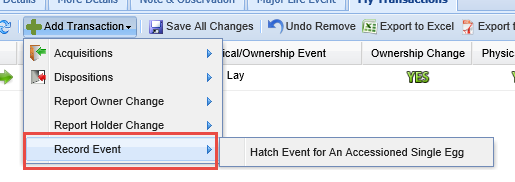 Details
More Details
Note & Observation
Major Life Event
My Transactions
Add Transaction
Save All Changes
Undo Remove
Export to Excel
Export t
ical/Ownership Event
Ownership Change
Physic
Lay
YES
Acquisitions
Dispositions
Report Owner Change
Report Holder Change
Record Event
Hatch Event for An Accessioned Single Egg